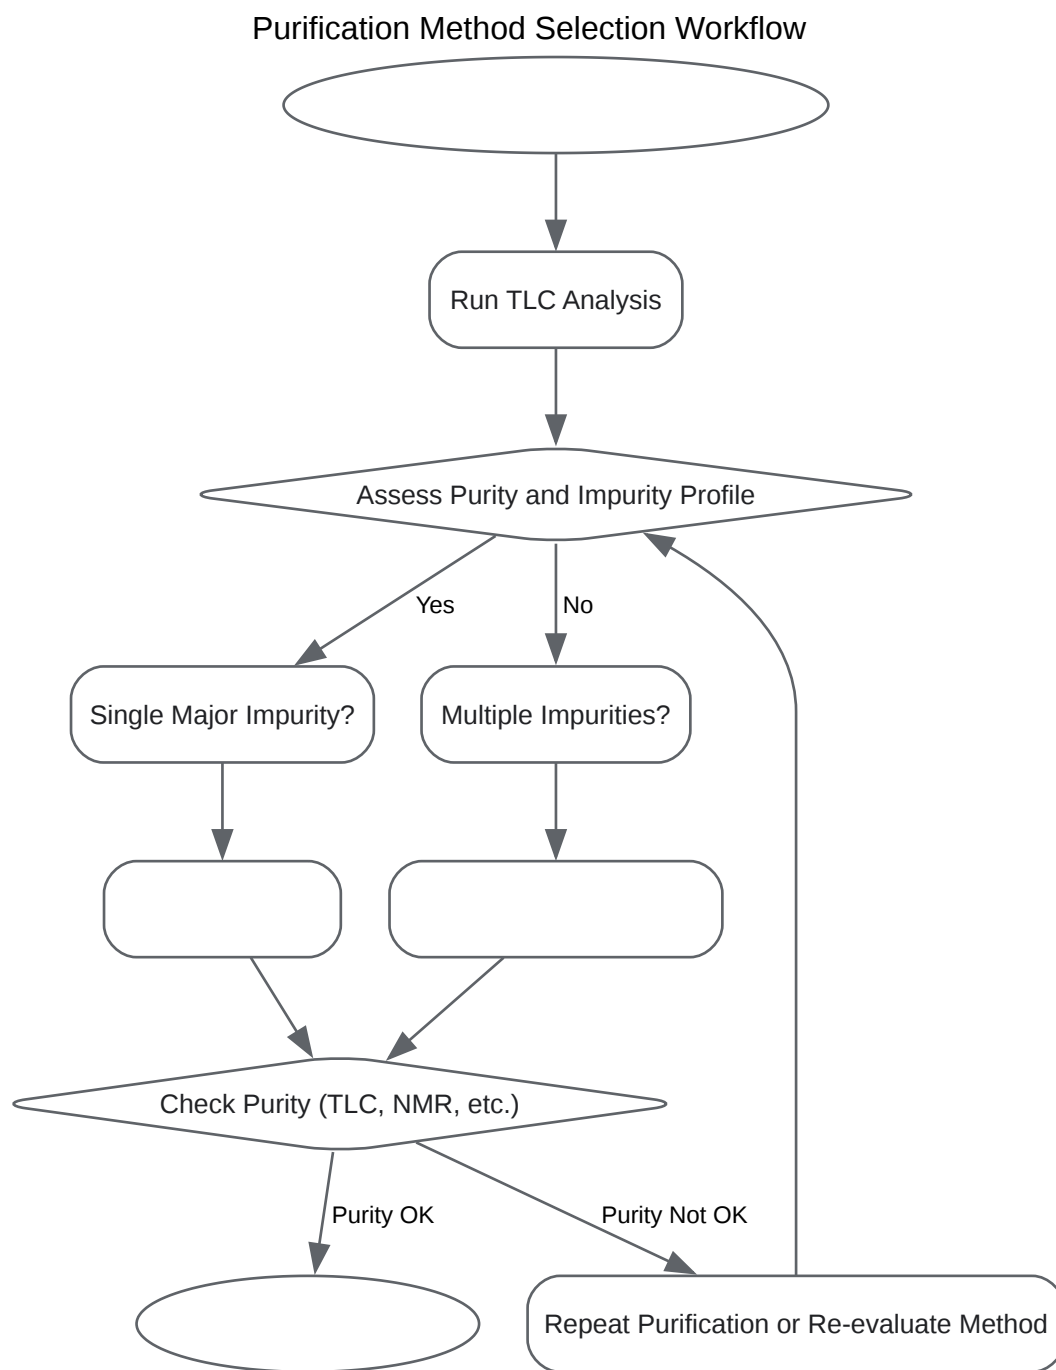 Purification Method Selection Workflow
Run TLC Analysis
Assess Purity and Impurity Profile
Yes
No
Single Major Impurity?
Multiple Impurities?
Check Purity (TLC, NMR, etc.)
Purity OK
Purity Not OK
Repeat Purification or Re-evaluate Method